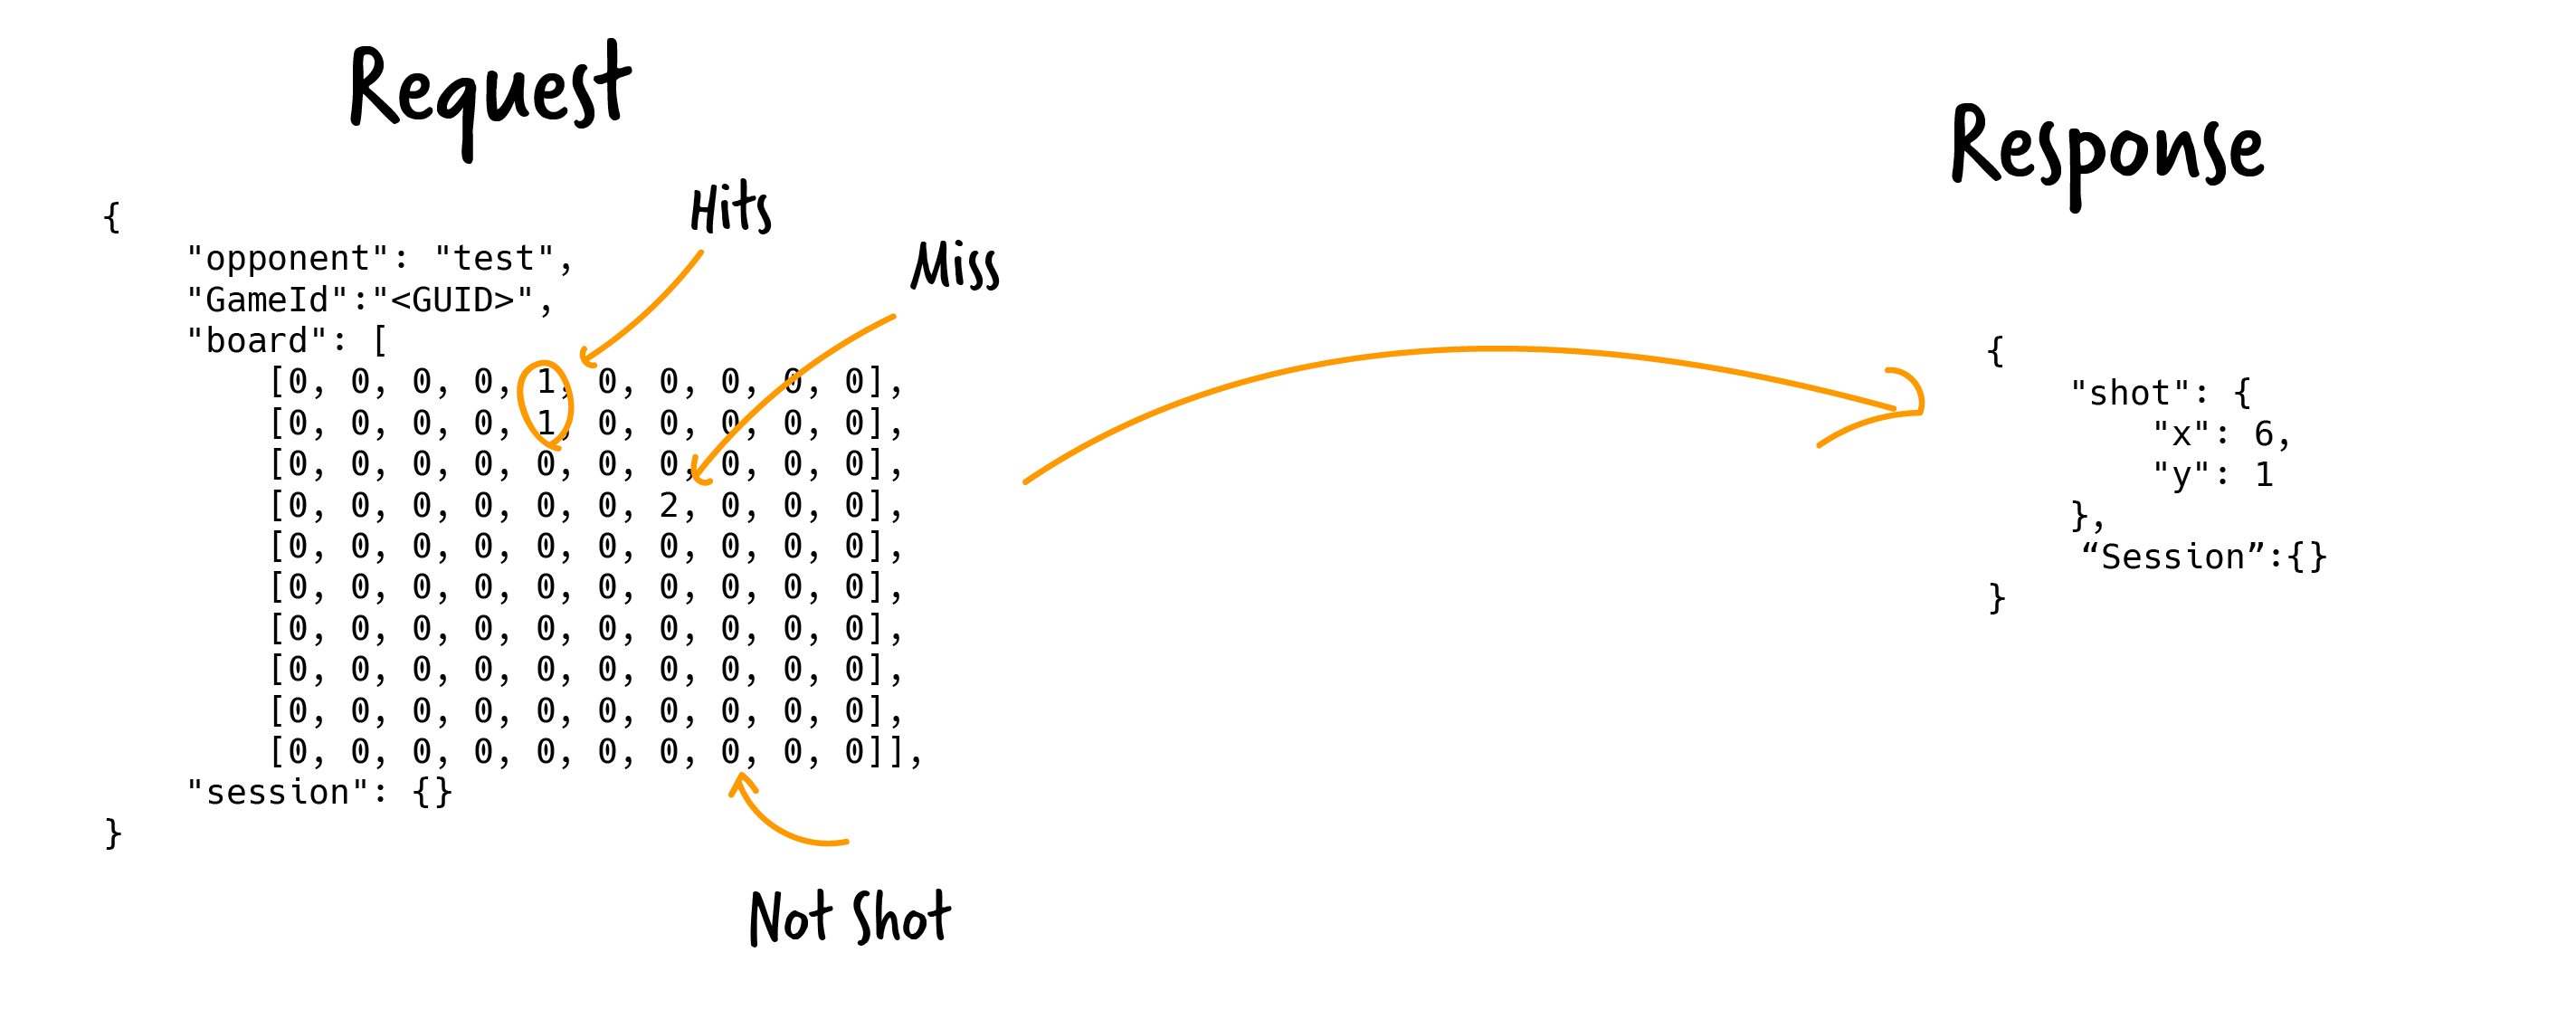 Request
Hits
Miss
{
"opponent": "test",
"GameId":"<GUID>",
"board": [
[0, 0, 0, 0, 1, 0, 0, 0, 0, 0],
[0, 0, 0, 0, 1, 0, 0, 0, 0, 0],
[0, 0, 0, 0, 0, 0, 0, 0, 0, 0],
[0, 0, 0, 0, 0, 0, 2, 0, 0, 0],
[0, 0, 0, 0, 0, 0, 0, 0, 0, 0],
[0, 0, 0, 0, 0, 0, 0, 0, 0, 0],
[0, 0, 0, 0, 0, 0, 0, 0, 0, 0],
[0, 0, 0, 0, 0, 0, 0, 0, 0, 0],
[0, 0, 0, 0, 0, 0, 0, 0, 0, 0],
[0, 0, 0, 0, 0, 0, 0, 0, 0, 0]],
"session": {}
}
Not Shot
Response
{
"shot": {
"x": 6,
"y": 1
},
“Session”:{}
}